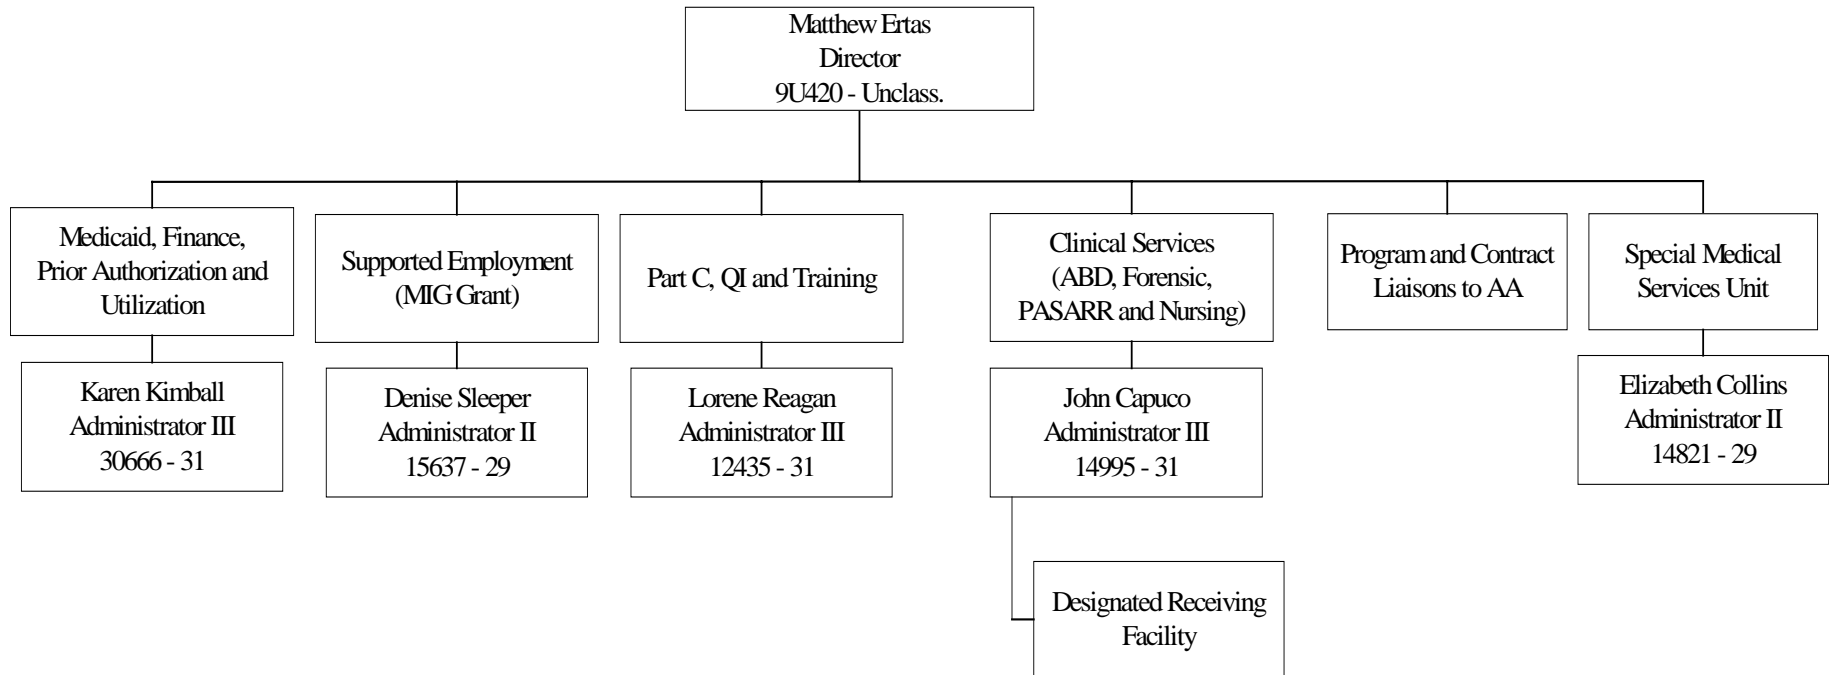 Matthew Ertas
Director
9U420 - Unclass.
Medicaid, Finance,
Prior Authorization and
Utilization
Supported Employment
(MIG Grant)
Part C, QI and Training
Clinical Services
(ABD, Forensic,
PASARR and Nursing)
Program and Contract
Liaisons to AA
Special Medical
Services Unit
Karen Kimball
Administrator III
30666 - 31
Denise Sleeper
Administrator II
15637 - 29
Lorene Reagan
Administrator III
12435 - 31
John Capuco
Administrator III
14995 - 31
Elizabeth Collins
Administrator II
14821 - 29
Designated Receiving
Facility